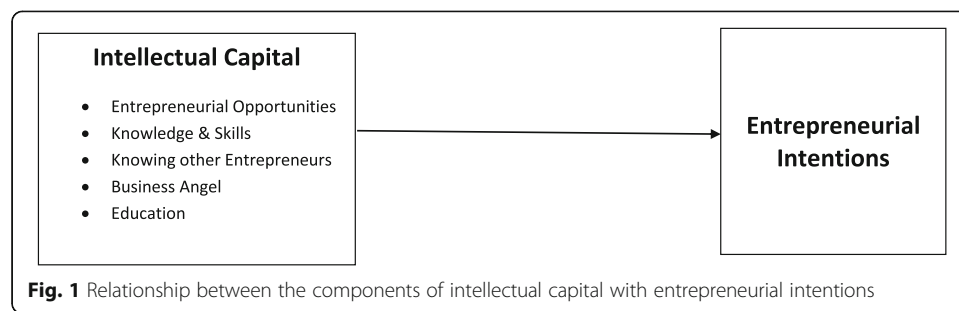 Intellectual Capital
• Entrepreneurial Opportunities
• Knowledge & Skills
• Knowing other Entrepreneurs
• Business Angel
• Education
Entrepreneurial
Intentions
Fig. 1 Relationship between the components of intellectual capital with entrepreneurial intentions